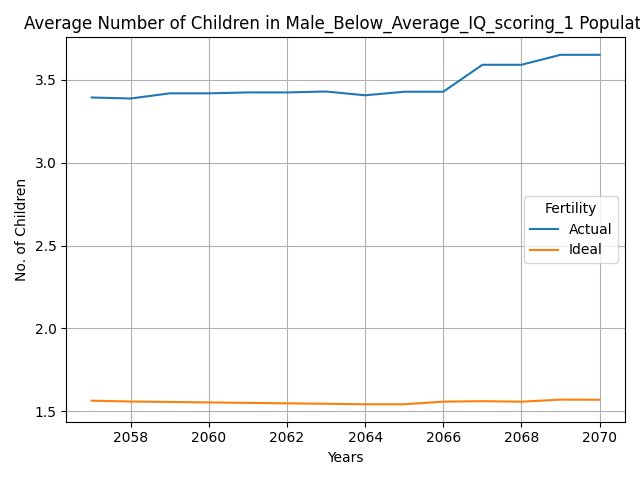 Average Number of Children in Male_Below_Average_IQ_scoring_1 Populat
3.5
3.0
2.5
2.0
1.5
No. of Children
Fertility
Actual
Ideal
2058 2060 2062 2064 2066 2068 2070
Years